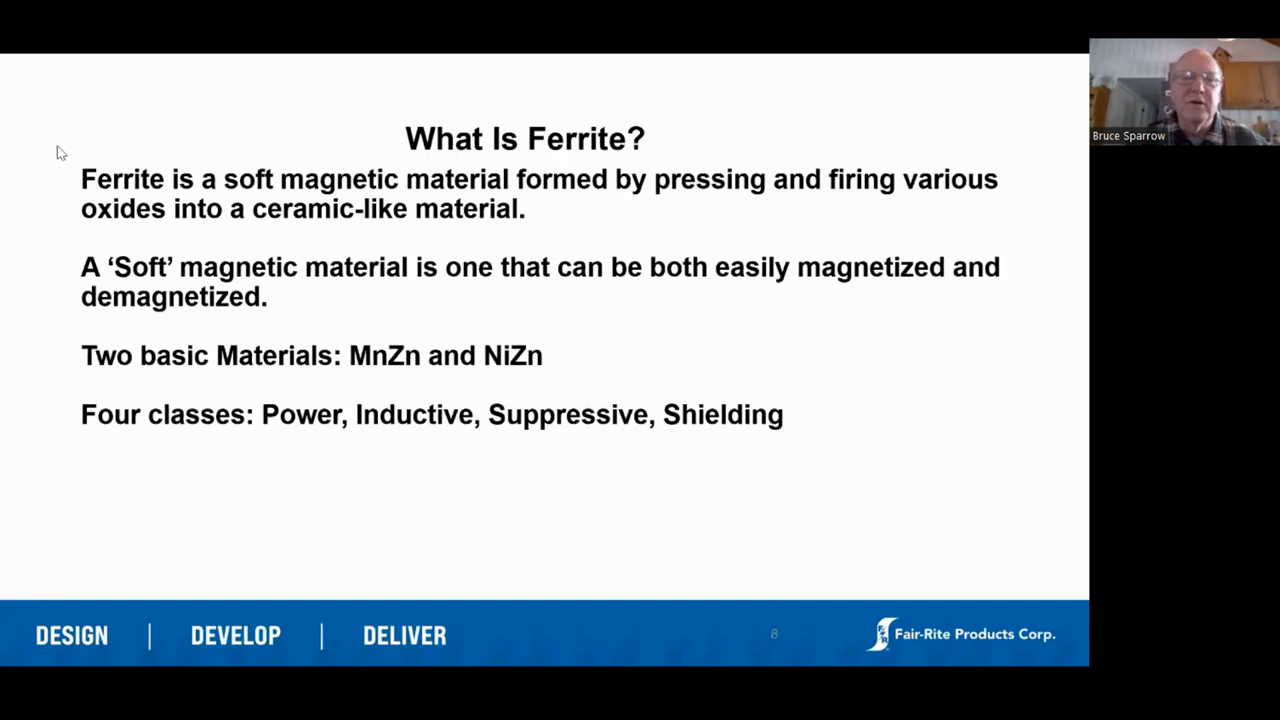 What Is Ferrite?
Ferrite is a soft magnetic material formed by pressing and firing various
oxides into a ceramic-like material.
A ‘Soft’ magnetic material is one that can be both easily magnetized and
demagnetized.
Two basic Materials: MnZn and NiZn
Four classes: Power, Inductive, Suppressive, Shielding
DESIGN | DEVELOP | DELIVER
8
Fair-Rite Products Corp.
Bruce Sparrow